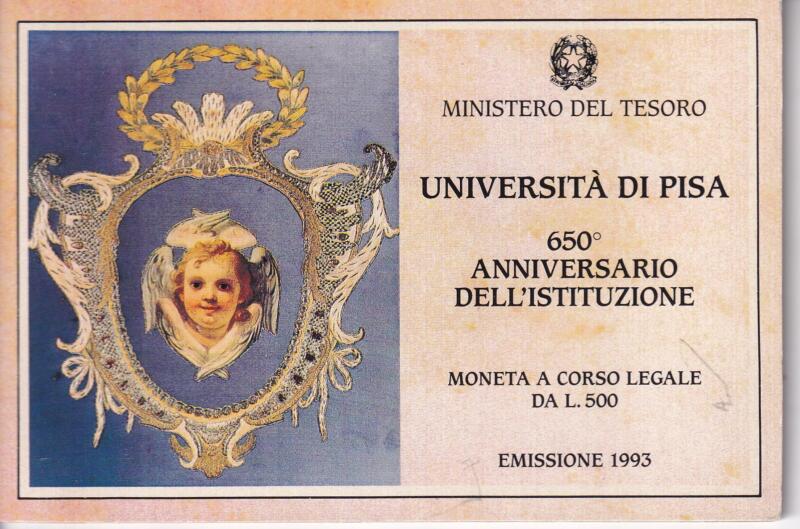 MINISTERO DEL TESORO
UNIVERSITÀ DI PISA
650°
ANNIVERSARIO
DELL'ISTITUZIONE
MONETA A CORSO LEGALE
DA L. 500
EMISSIONE 1993